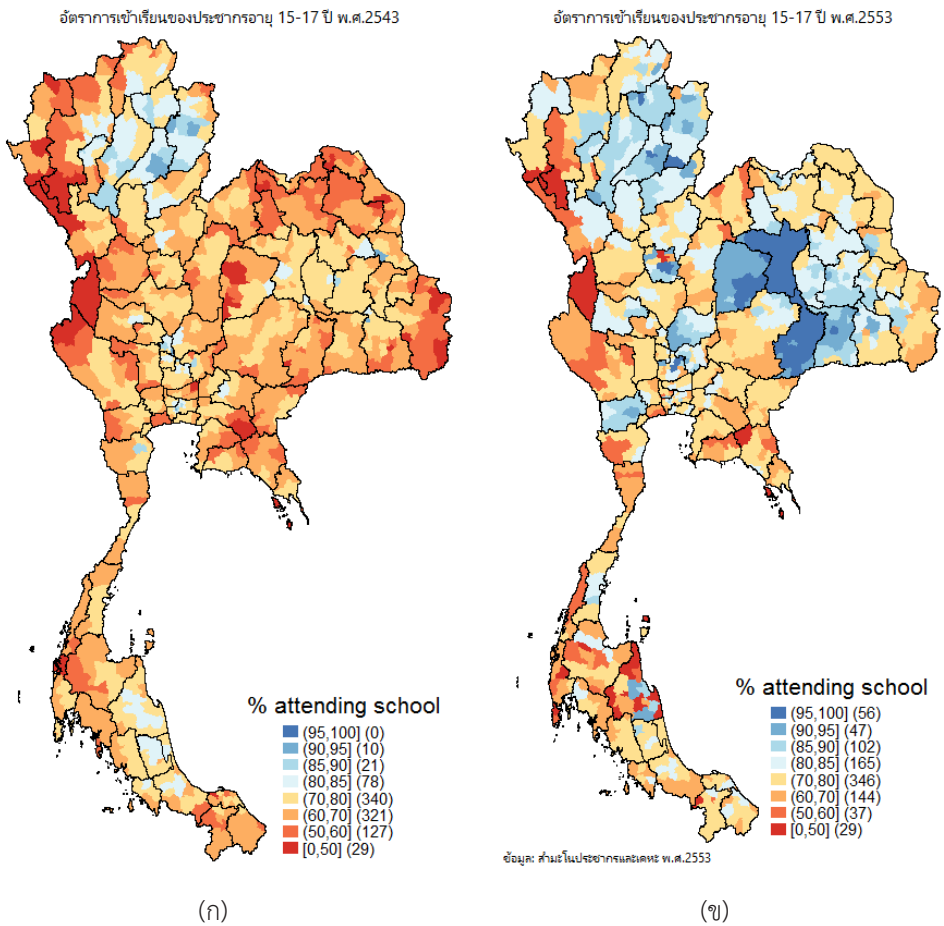 อัตราการเข้าเรียนของประชากรอายุ 15-17 ปี พ.ศ.2543
% attending school
(95,100] (0)
(90,95] (10)
(85,90] (21)
(80,85] (78)
(70,80] (340)
(60,70] (321)
(50,60] (127)
[0,50] (29)
(ก)
อัตราการเข้าเรียนของประชากรอายุ 15-17 ปี พ.ศ.2553
% attending school
(95,100] (56)
(90,95] (47)
(85,90] (102)
(80,85] (165)
(70,80] (346)
(60,70] (144)
(50,60] (37)
[0,50] (29)
ข้อมูล: สำมะโนประชากรและเคหะ พ.ศ.2553
(ข)